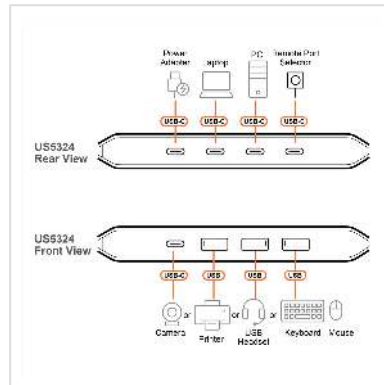 Power Adapter
Laptop
PC
Remote Port Selector
USB-C USB-C USB-C USB-C
US5324
Rear View
US5324
Front View
USB-C USB USB USB
or or or
Camera
Printer
USB Headset
Keyboard
Mouse